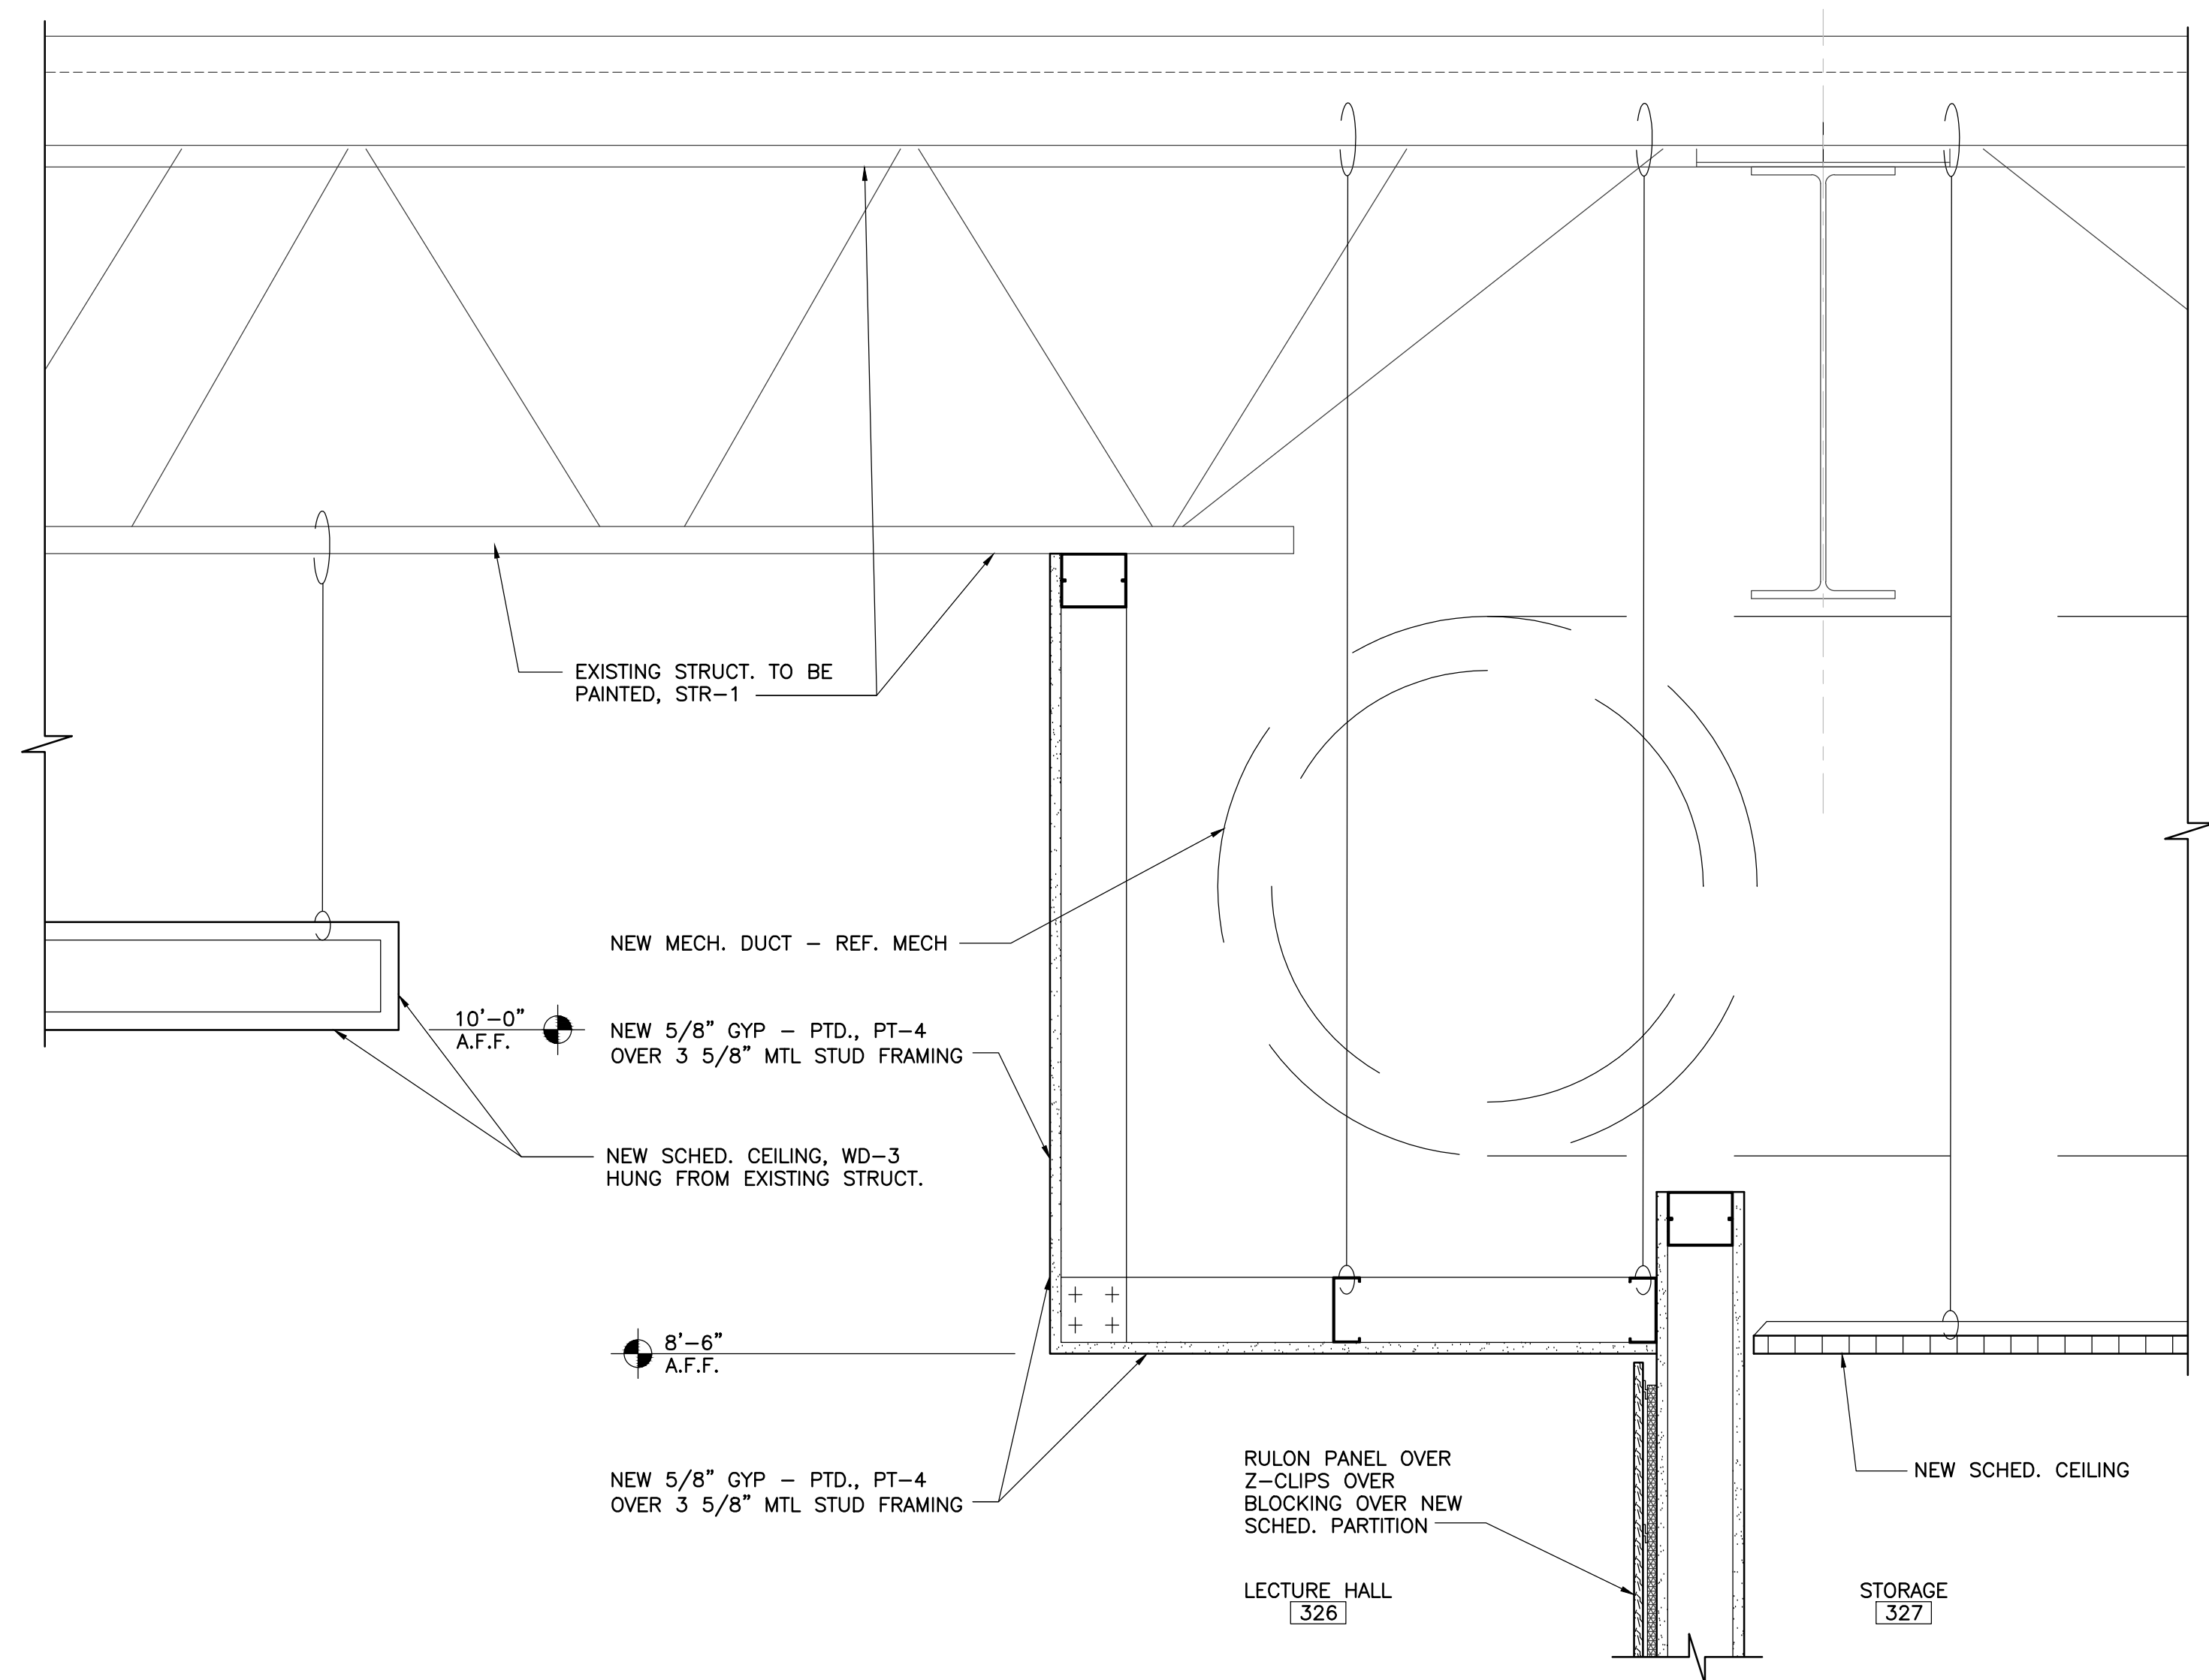 EXISTING STRUCT. TO BE
PAINTED, STR-1
NEW MECH. DUCT - REF. MECH
10'-0"
A.F.F.
NEW 5/8" GYP - PTD., PT-4
OVER 3 5/8" MTL STUD FRAMING
NEW SCHED. CEILING, WD-3
HUNG FROM EXISTING STRUCT.
8'-6"
A.F.F.
NEW 5/8" GYP - PTD., PT-4
OVER 3 5/8" MTL STUD FRAMING
RULON PANEL OVER
Z-CLIPS OVER
BLOCKING OVER NEW
SCHED. PARTITION
NEW SCHED. CEILING
LECTURE HALL
326
STORAGE
327